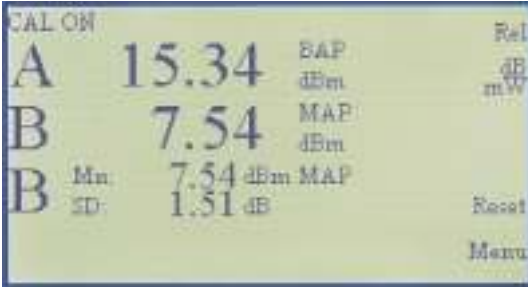 CAL ON
Rel
A 15.34 BAP dBm
dB
mW
B 7.54 MAP dBm
B Mn: 7.54 dBm MAP
SD: 1.51 dB
Reset
Menu